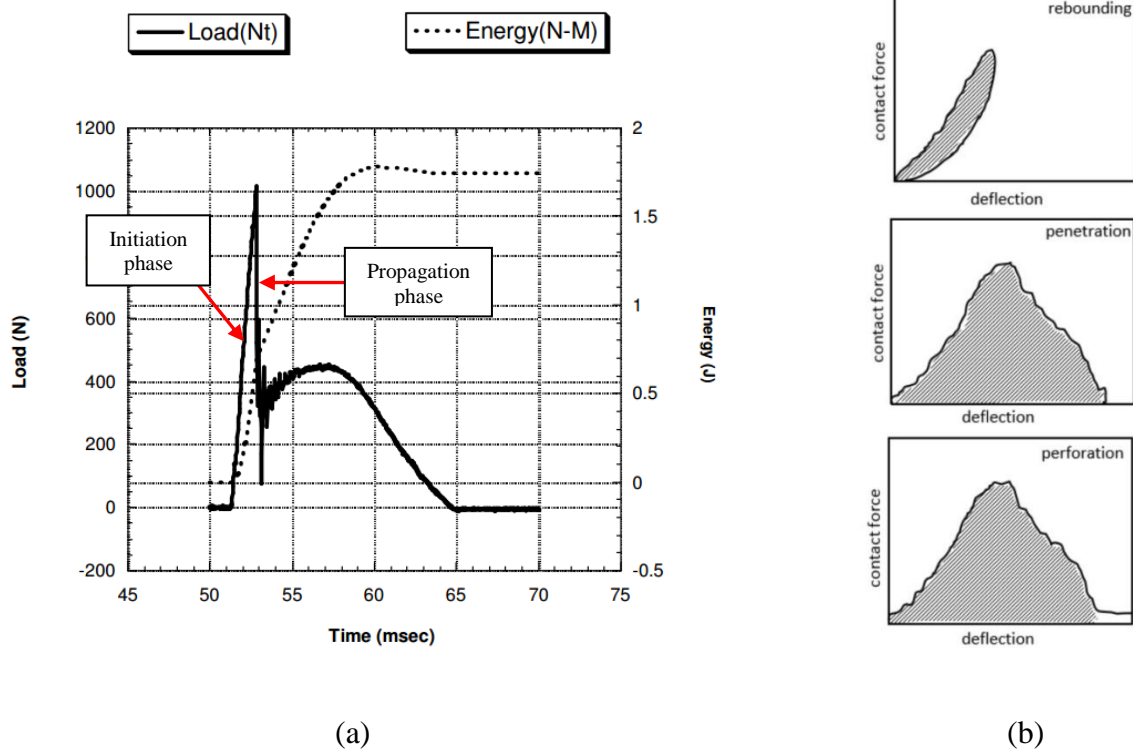 Load(Nt)
Energy(N-M)
1200
1000
600
400
200
0
-200
2
1.5
1
0.5
0
-0.5
45
50
55
60
65
70
75
Load (N)
Energy (J)
Time (msec)
Initiation
phase
Propagation
phase
(a)
rebounding
contact force
deflection
penetration
contact force
deflection
perforation
contact force
deflection
(b)